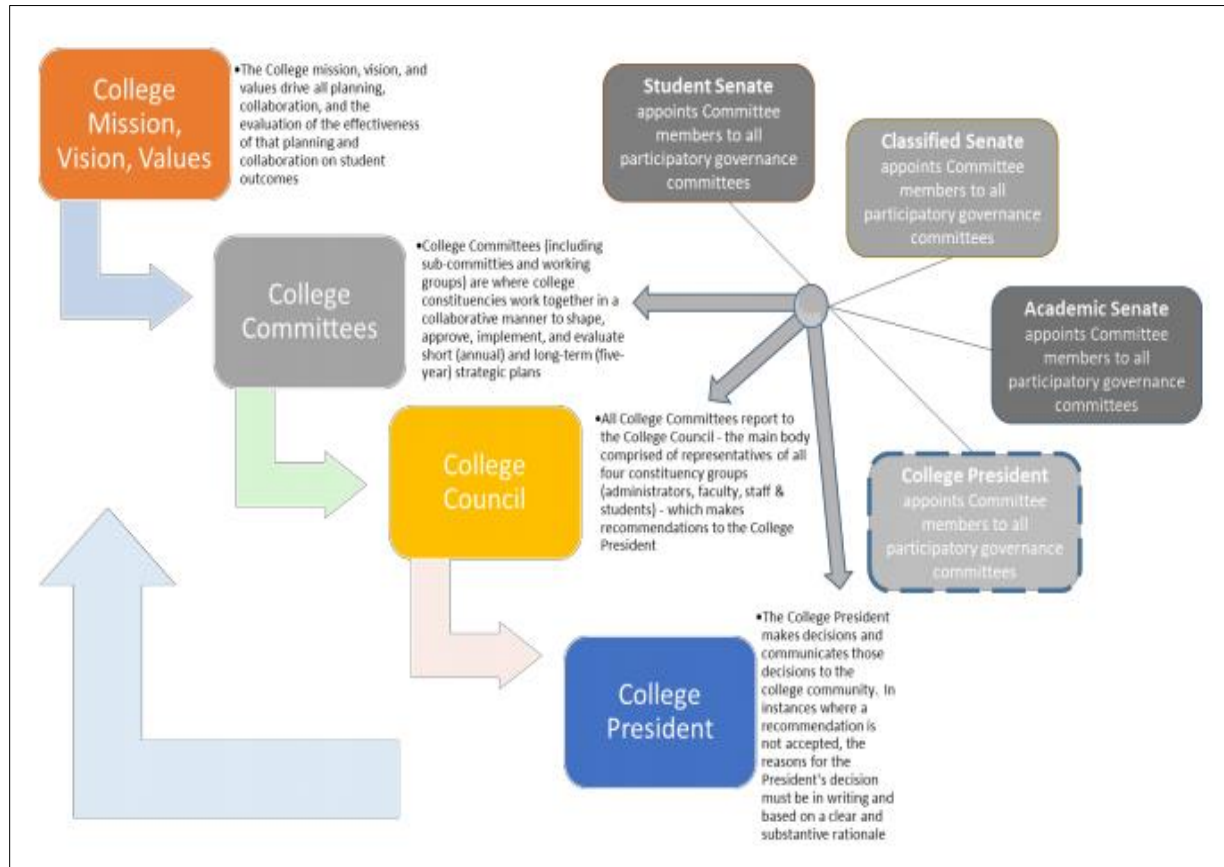 College
Mission,
Vision, Values
•The College mission, vision, and
values drive all planning,
collaboration, and the
evaluation of the effectiveness
of that planning and
collaboration on student
outcomes
Student Senate
appoints Committee
members to all
participatory governance
committees
Classified Senate
appoints Committee
members to all
participatory governance
committees
College
Committees
•College Committees (including
sub-committies and working
groups) are where college
constituencies work together in a
collaborative manner to shape,
approve, implement, and evaluate
short (annual) and long-term (five-
year) strategic plans
Academic Senate
appoints Committee
members to all
participatory governance
committees
College
Council
•All College Committees report to
the College Council - the main body
comprised of representatives of all
four constituency groups
(administrators, faculty, staff &
students) - which makes
recommendations to the College
President
College President
appoints Committee
members to all
participatory governance
committees
College
President
•The College President
makes decisions and
communicates those
decisions to the
college community. In
instances where a
recommendation is
not accepted, the
reasons for the
President's decision
must be in writing and
based on a clear and
substantive rationale